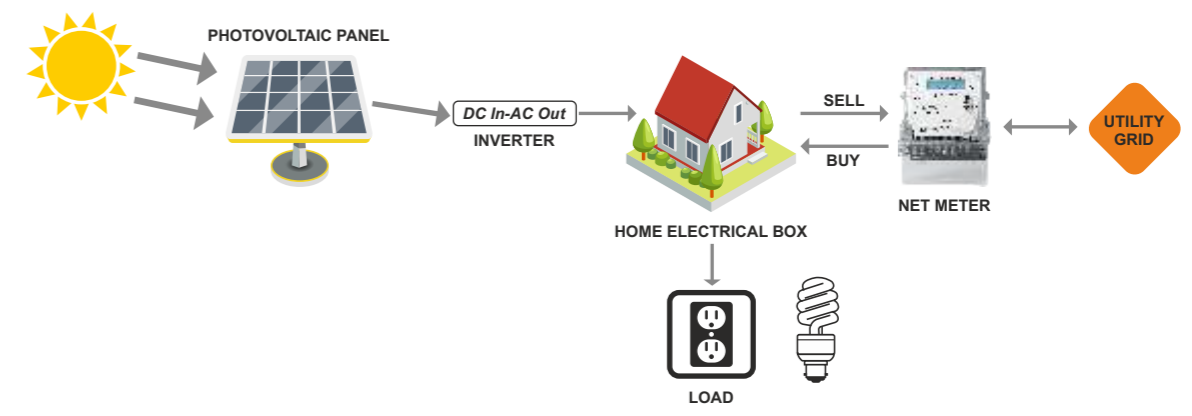 PHOTOVOLTAIC PANEL
DC In-AC Out
INVERTER
SELL
BUY
UTILITY
GRID
NET METER
HOME ELECTRICAL BOX
LOAD